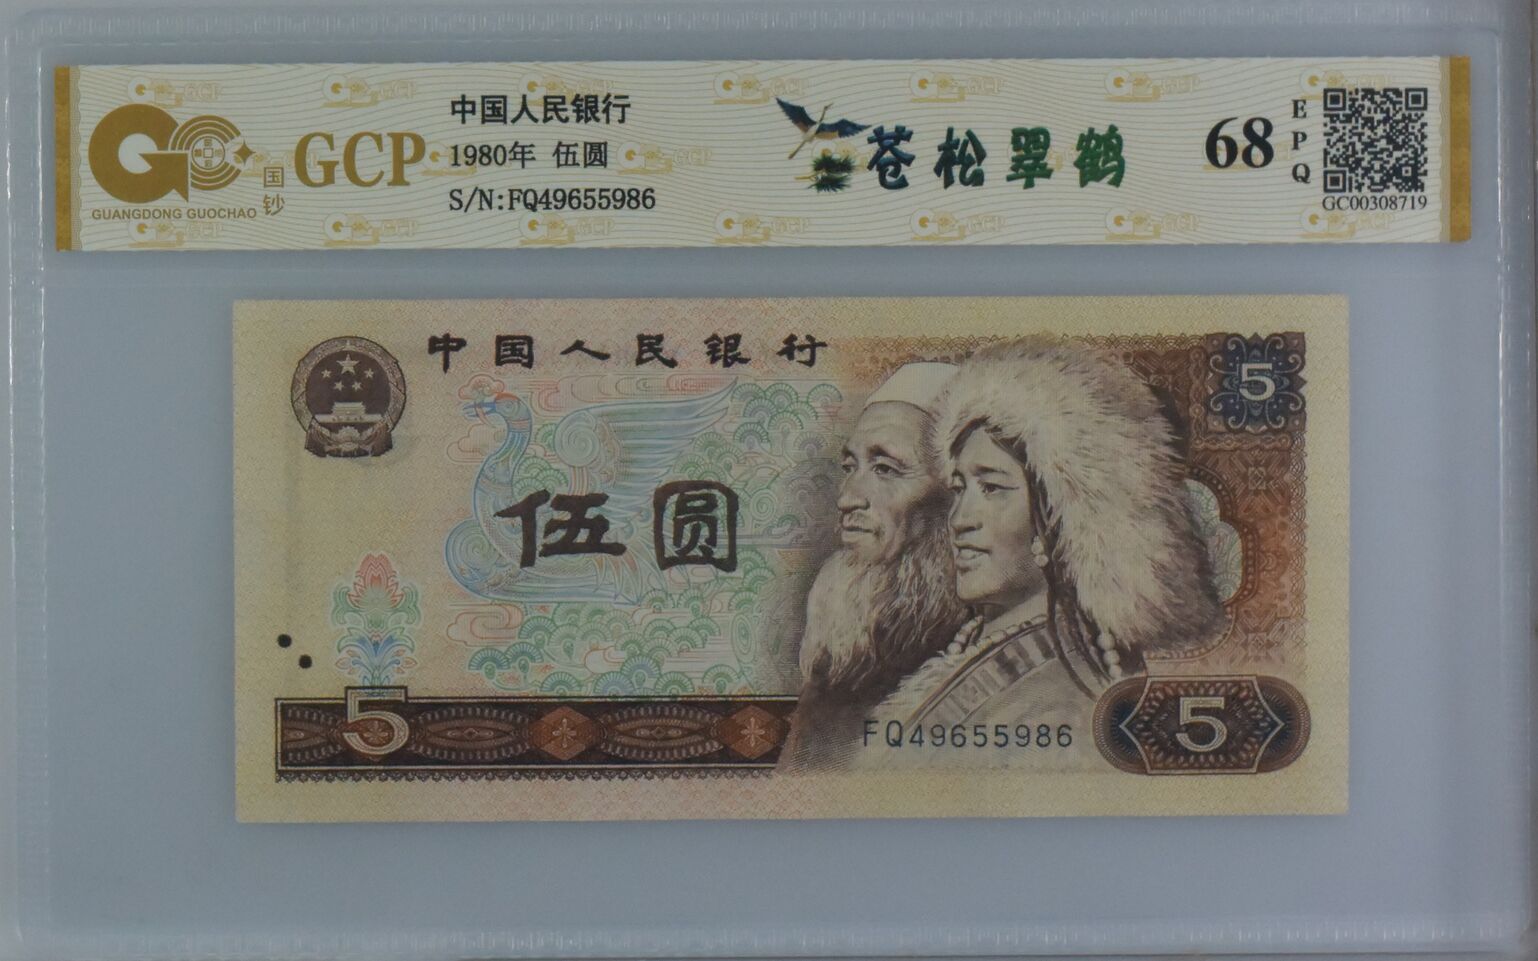 GUANGDONG GUOCHAO
国钞
GCP
中国人民银行
1980年 伍圆
S/N:FQ49655986
苍松翠鹤
68
EPQ
GC00308719
中国人民银行
5
伍圆
5
FQ49655986
5